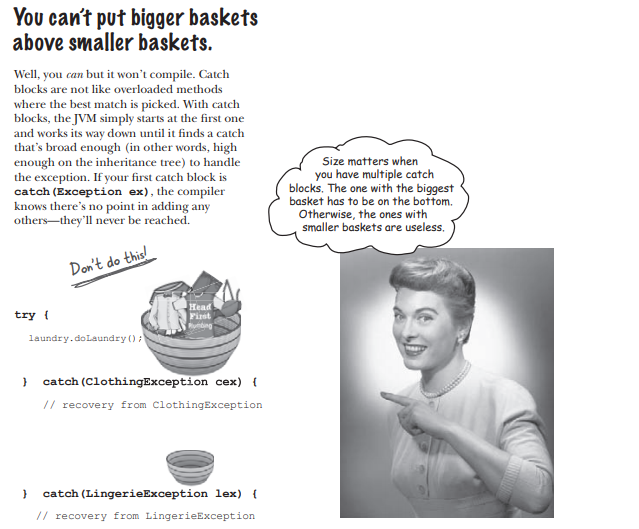 You can't put bigger baskets
above smaller baskets.
Well, you can but it won't compile. Catch
blocks are not like overloaded methods
where the best match is picked. With catch
blocks, the JVM simply starts at the first one
and works its way down until it finds a catch
that's broad enough (in other words, high
enough on the inheritance tree) to handle
the exception. If your first catch block is
catch(Exception ex), the compiler
knows there's no point in adding any
others—they'll never be reached.
Size matters when
you have multiple catch
blocks. The one with the biggest
basket has to be on the bottom.
Otherwise, the ones with
smaller baskets are useless.
Don't do this!
Head
First
try {
laundry.doLaundry();
} catch(ClothingException cex) {
// recovery from ClothingException
} catch(LingerieException lex) {
// recovery from LingerieException